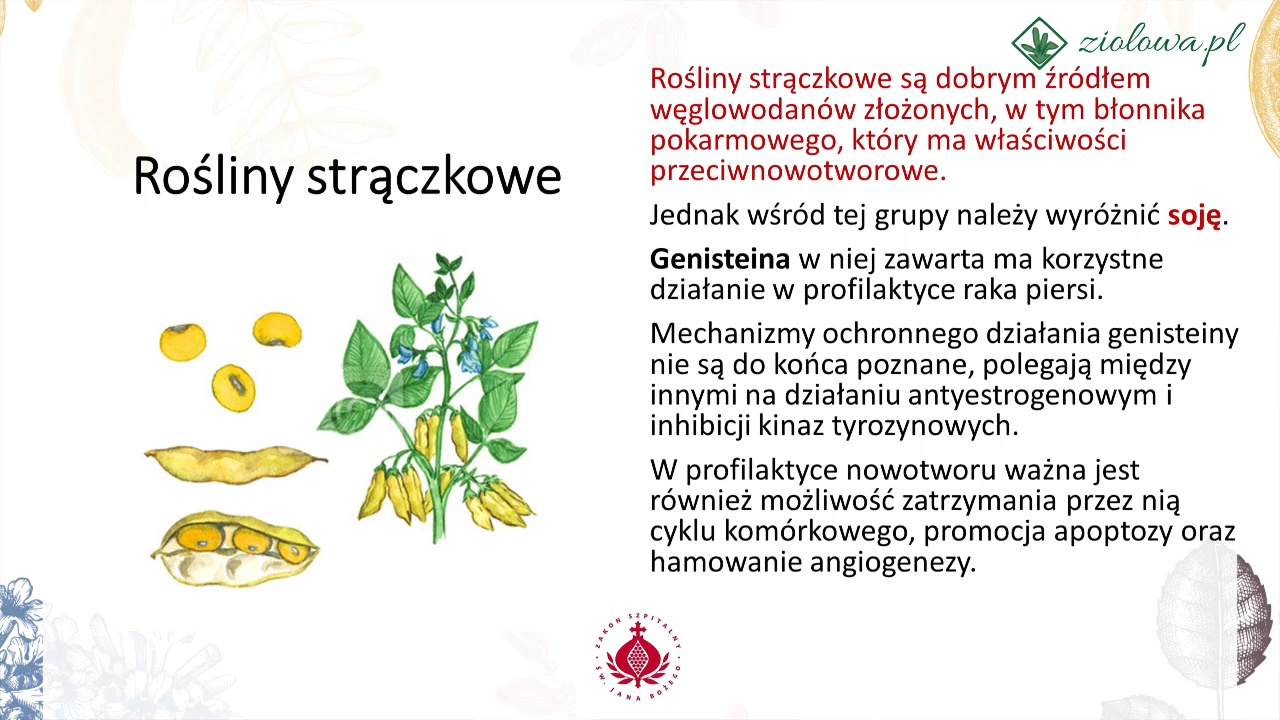 ziolowa.pl
Rośliny strączkowe
Rośliny strączkowe są dobrym źródłem
węglowodanów złożonych, w tym błonnika
pokarmowego, który ma właściwości
przeciwnowotworowe.
Jednak wśród tej grupy należy wyróżnić soję.
Genisteina w niej zawarta ma korzystne
działanie w profilaktyce raka piersi.
Mechanizmy ochronnego działania genisteiny
nie są do końca poznane, polegają między
innymi na działaniu antyestrogenowym i
inhibicji kinaz tyrozynowych.
W profilaktyce nowotworu ważna jest
również możliwość zatrzymania przez nią
cyklu komórkowego, promocja apoptozy oraz
hamowanie angiogenezy.
ZAKON SZPITALNY
ŚW. JANA BOŻEGO